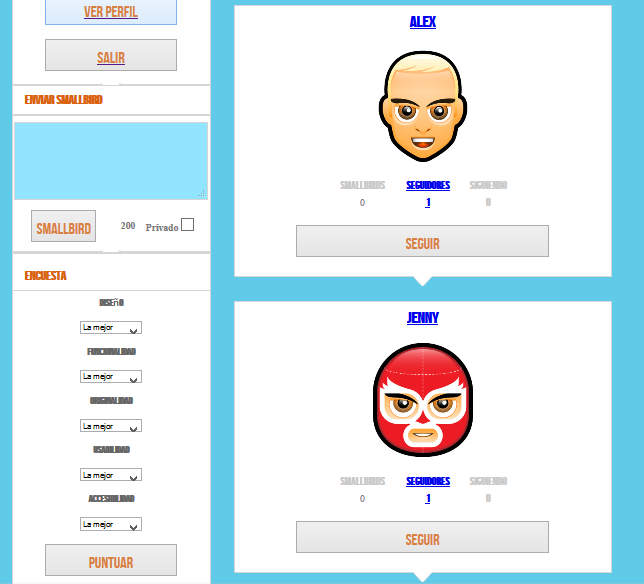 VER PERFIL
SALIR
ENVIAR SMALLBIRD
SMALLBIRD
200
Privado
ENCUESTA
DISEñO
La mejor
FUNCIONALIDAD
La mejor
ORIGINALIDAD
La mejor
USABILIDAD
La mejor
ACCESIBILIDAD
La mejor
PUNTUAR
ALEX
SMALLBIRDS SEGUIDORES SIGUIENDO
0 1 0
SEGUIR
JENNY
SMALLBIRDS SEGUIDORES SIGUIENDO
0 1 0
SEGUIR